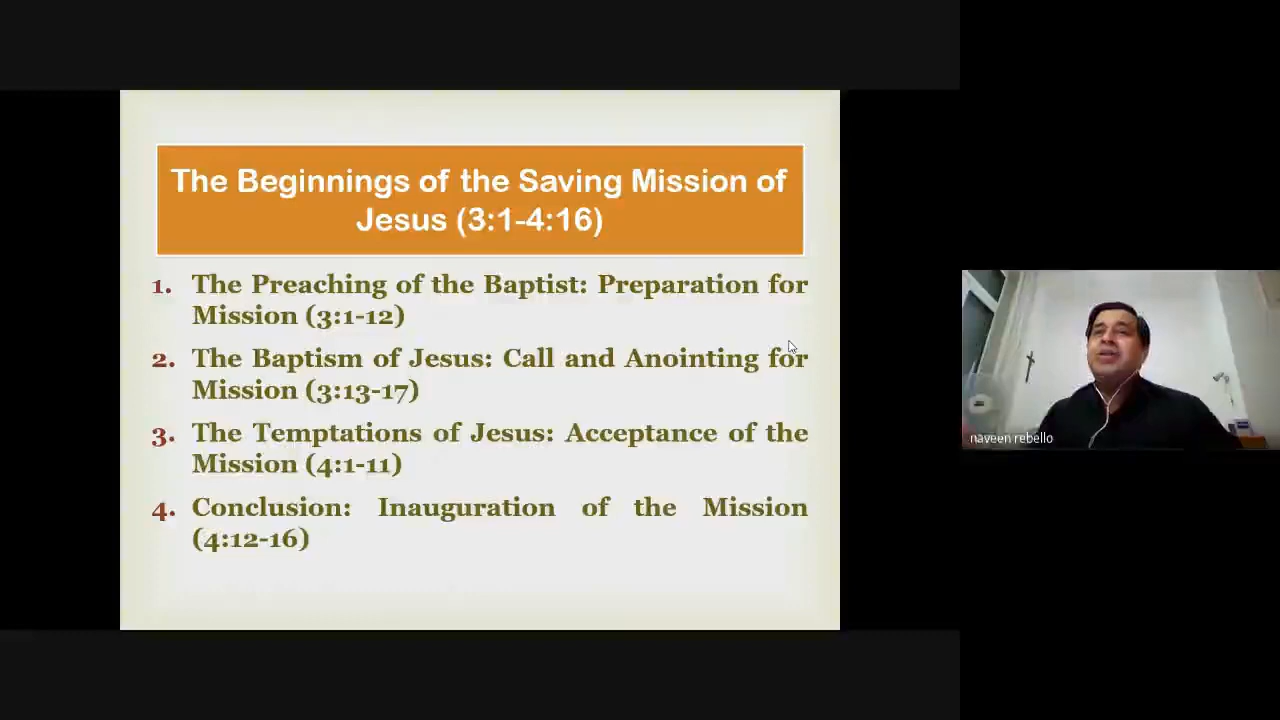 The Beginnings of the Saving Mission of
Jesus (3:1-4:16)
1. The Preaching of the Baptist: Preparation for
Mission (3:1-12)
2. The Baptism of Jesus: Call and Anointing for
Mission (3:13-17)
3. The Temptations of Jesus: Acceptance of the
Mission (4:1-11)
4. Conclusion: Inauguration of the Mission
(4:12-16)
naveen rebello